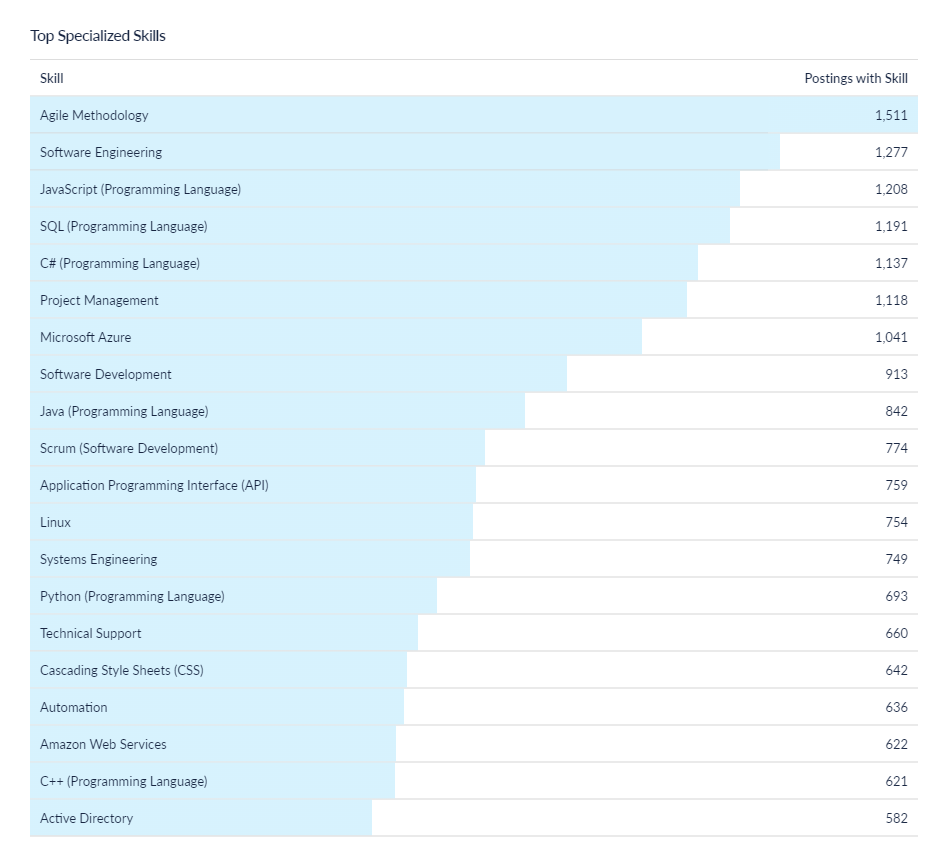 Top Specialized Skills
Skill Postings with Skill
Agile Methodology 1,511
Software Engineering 1,277
JavaScript (Programming Language) 1,208
SQL (Programming Language) 1,191
C# (Programming Language) 1,137
Project Management 1,118
Microsoft Azure 1,041
Software Development 913
Java (Programming Language) 842
Scrum (Software Development) 774
Application Programming Interface (API) 759
Linux 754
Systems Engineering 749
Python (Programming Language) 693
Technical Support 660
Cascading Style Sheets (CSS) 642
Automation 636
Amazon Web Services 622
C++ (Programming Language) 621
Active Directory 582